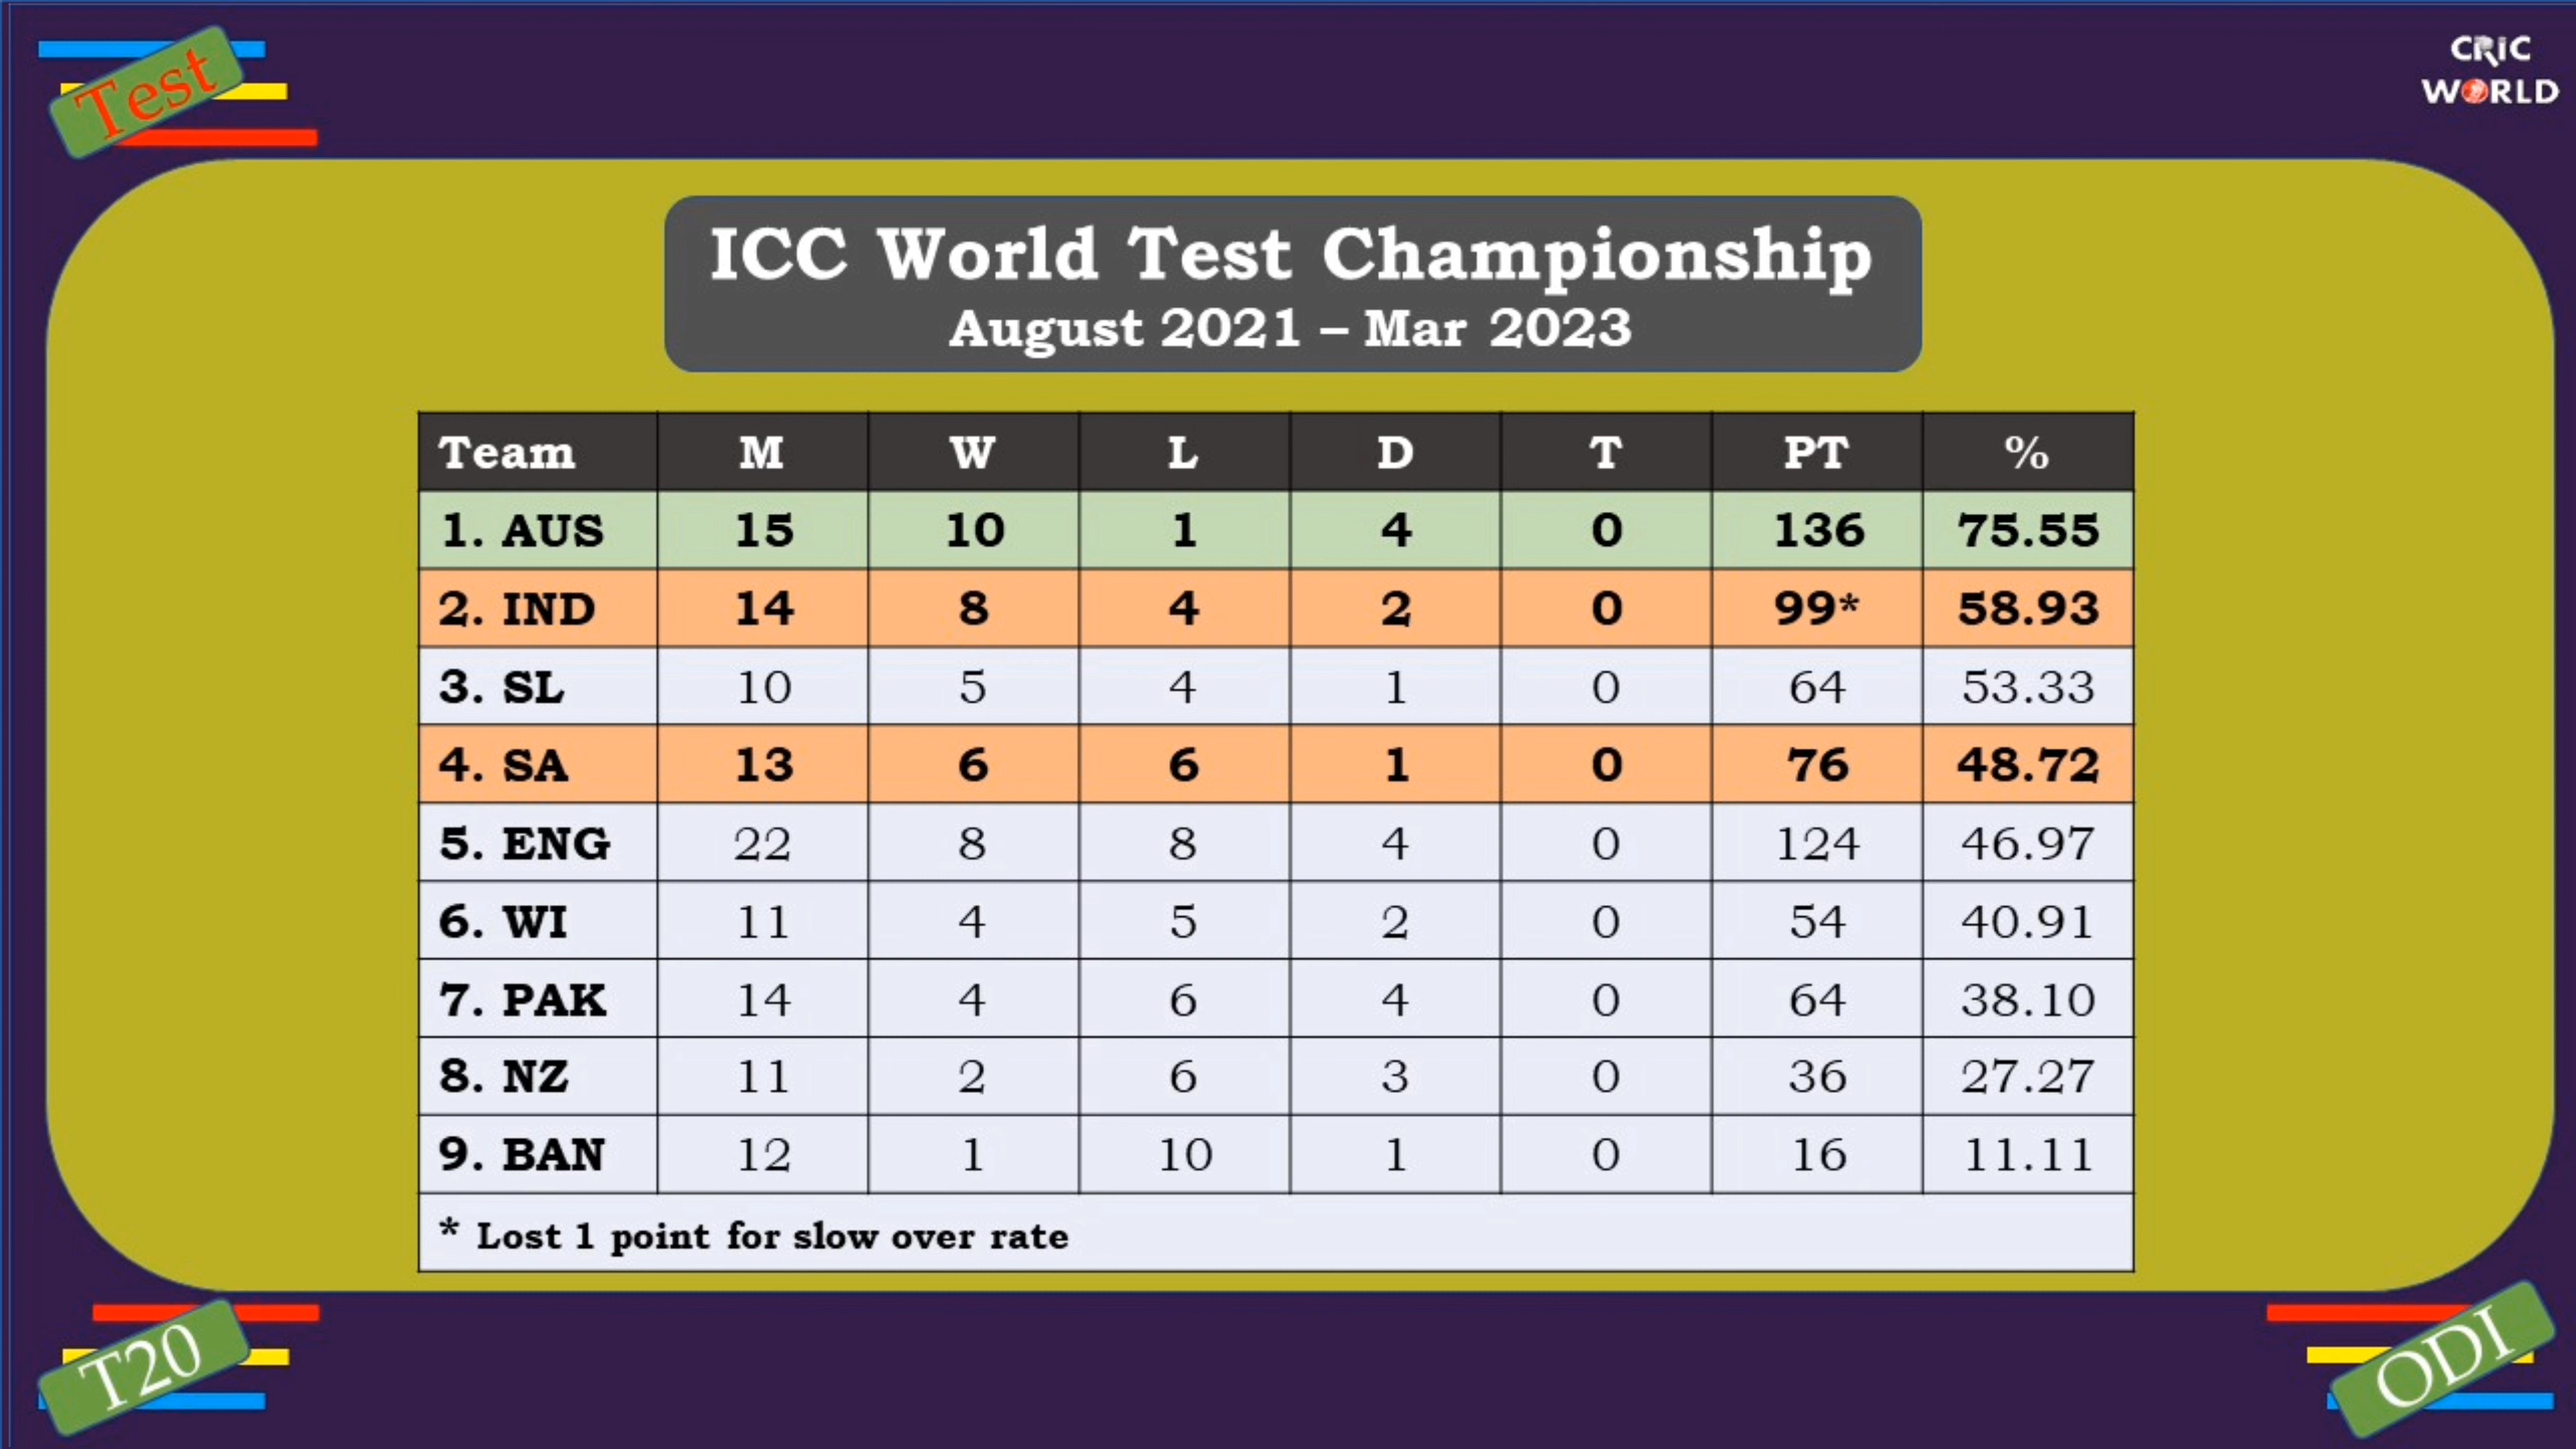 Test
CRiC
WORLD
ICC World Test Championship
August 2021 – Mar 2023
Team M W L D T PT %
1. AUS 15 10 1 4 0 136 75.55
2. IND 14 8 4 2 0 99* 58.93
3. SL 10 5 4 1 0 64 53.33
4. SA 13 6 6 1 0 76 48.72
5. ENG 22 8 8 4 0 124 46.97
6. WI 11 4 5 2 0 54 40.91
7. PAK 14 4 6 4 0 64 38.10
8. NZ 11 2 6 3 0 36 27.27
9. BAN 12 1 10 1 0 16 11.11
* Lost 1 point for slow over rate
T20
ODI